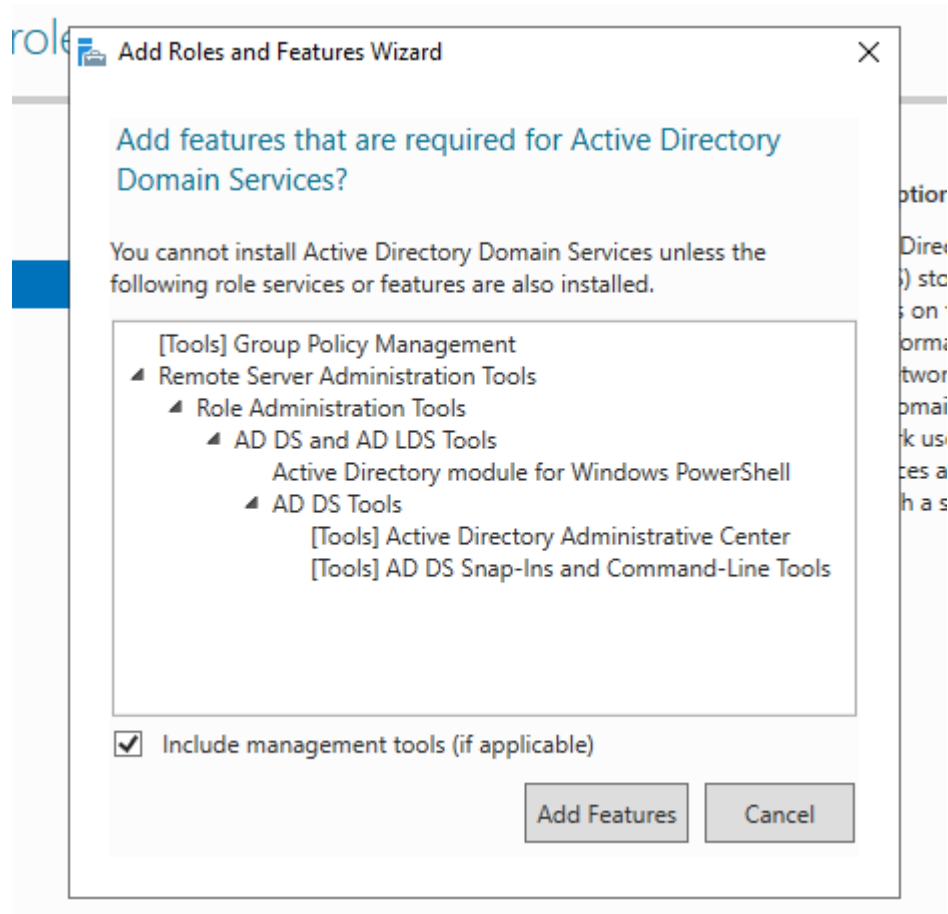 role
Add Roles and Features Wizard
Add features that are required for Active Directory
Domain Services?
You cannot install Active Directory Domain Services unless the
following role services or features are also installed.
[Tools] Group Policy Management
Remote Server Administration Tools
Role Administration Tools
AD DS and AD LDS Tools
Active Directory module for Windows PowerShell
AD DS Tools
[Tools] Active Directory Administrative Center
[Tools] AD DS Snap-Ins and Command-Line Tools
Include management tools (if applicable)
Add Features
Cancel